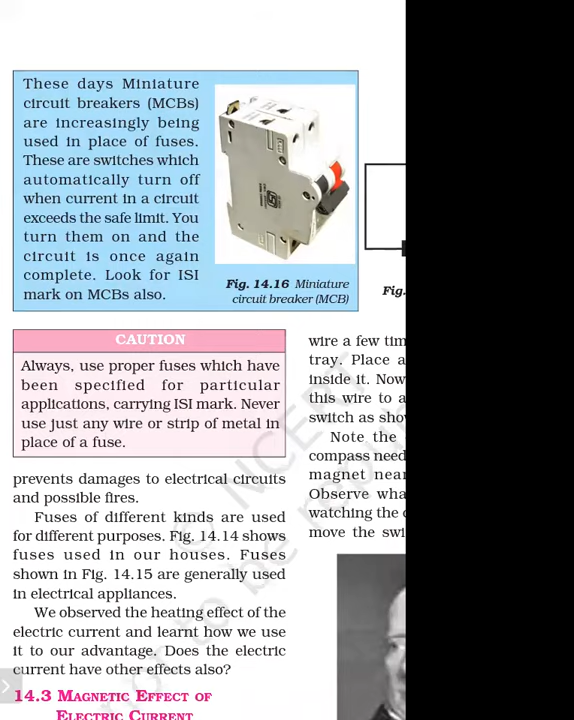 These days Miniature
circuit breakers (MCBs)
are increasingly being
used in place of fuses.
These are switches which
automatically turn off
when current in a circuit
exceeds the safe limit. You
turn them on and the
circuit is once again
complete. Look for ISI
mark on MCBs also.
Fig. 14.16 Miniature
circuit breaker (MCB)
Fig.
CAUTION
Always, use proper fuses which have
been specified for particular
applications, carrying ISI mark. Never
use just any wire or strip of metal in
place of a fuse.
prevents damages to electrical circuits
and possible fires.
Fuses of different kinds are used
for different purposes. Fig. 14.14 shows
fuses used in our houses. Fuses
shown in Fig. 14.15 are generally used
in electrical appliances.
We observed the heating effect of the
electric current and learnt how we use
it to our advantage. Does the electric
current have other effects also?
14.3 MAGNETIC EFFECT OF
ELECTRIC CURRENT
wire a few tim
tray. Place a
inside it. Now
this wire to a
switch as sho
Note the
compass need
magnet near
Observe wha
watching the
move the swi
© NCERT
not to be republi